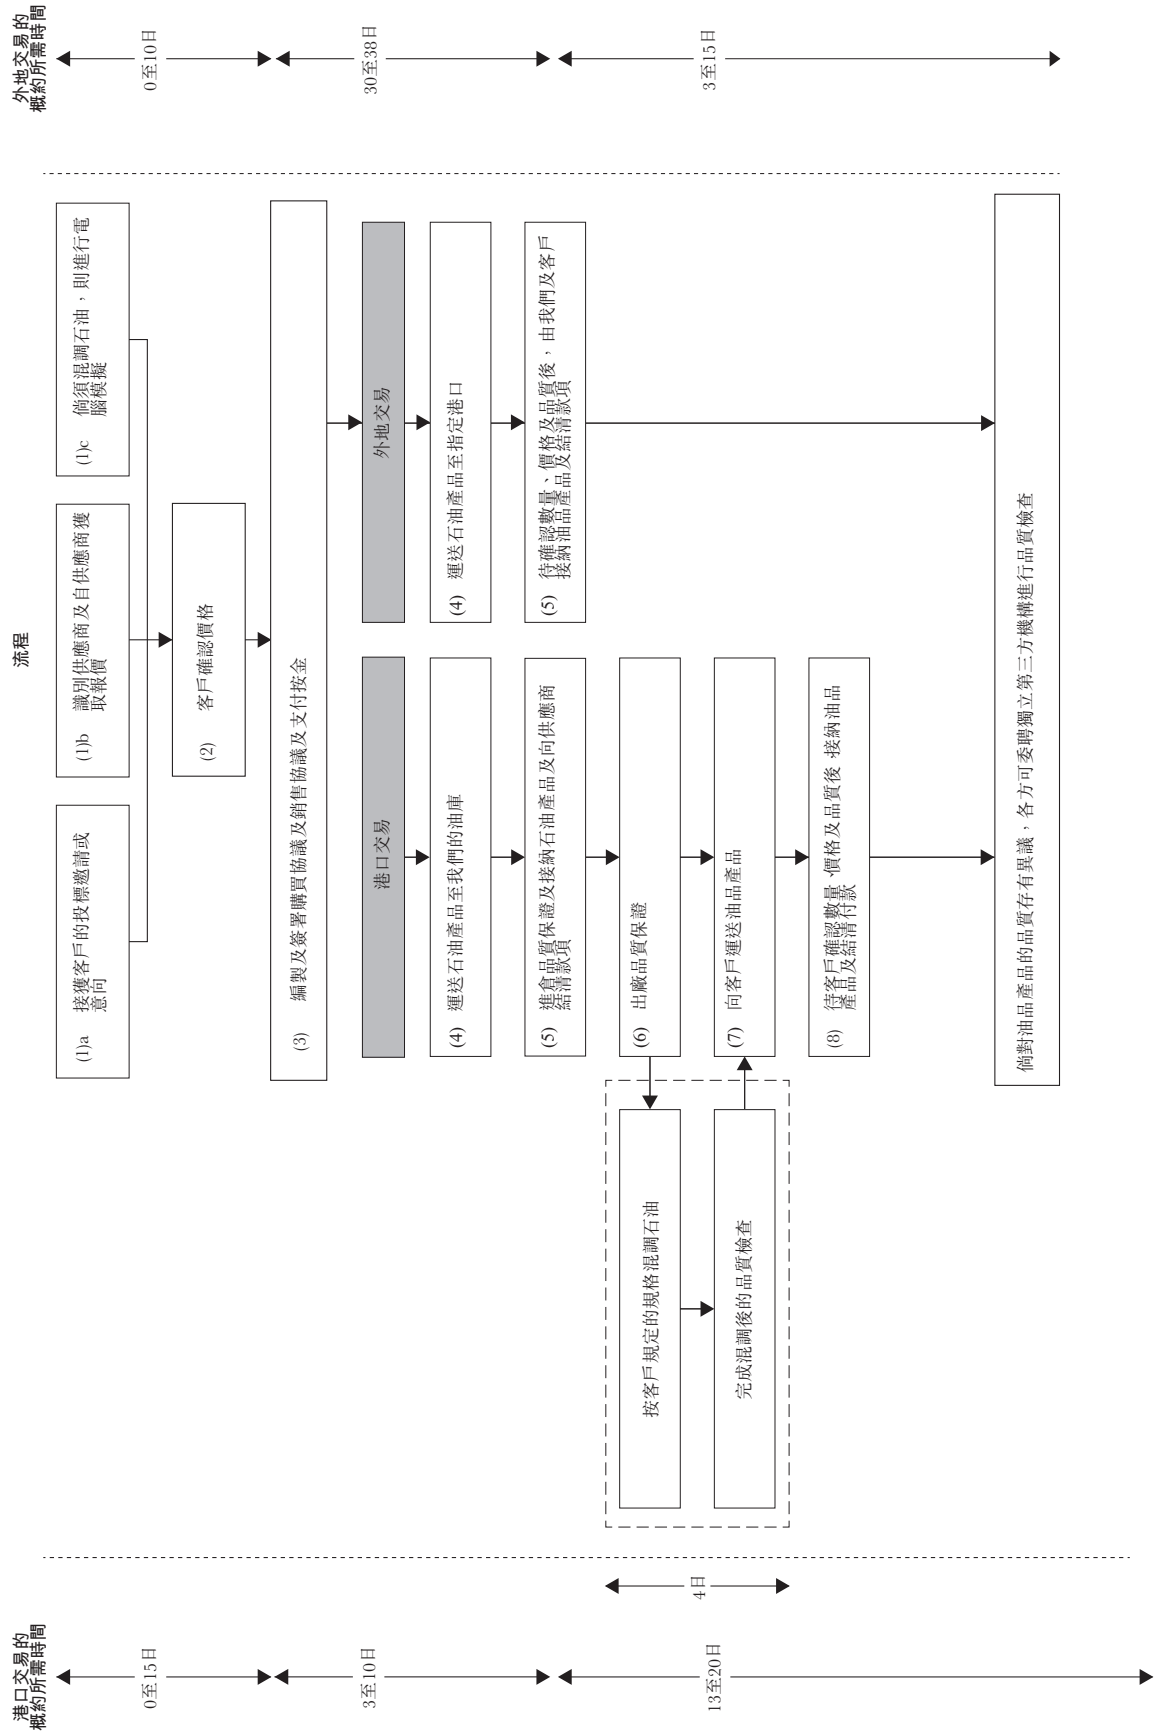 港口交易的
概約所需時間
流程
外地交易的
概約所需時間
0至15日
3至10日
13至20日
4日
(1)a 接獲客戶的投標邀請或
意向
(1)b 識別供應商及自供應商獲
取報價
(1)c 倘須混調石油，則進行電
腦模擬
(2) 客戶確認價格
(3) 編製及簽署購買協議及銷售協議及支付按金
港口交易
(4) 運送石油產品至我們的油庫
(5) 進倉品質保證及接納石油產品及向供應商
結清款項
(6) 出廠品質保證
按客戶規定的規格混調石油
完成混調後的品質檢查
(7) 向客戶運送油品產品
(8) 待客戶確認數量、價格及品質後 接納油品
產品及結清付款
外地交易
(4) 運送石油產品至指定港口
(5) 待確認數量、價格及品質後，由我們及客戶
接納油品產品及結清款項
倘對油品產品的品質存有異議，各方可委聘獨立第三方機構進行品質檢查
0至10日
30至38日
3至15日